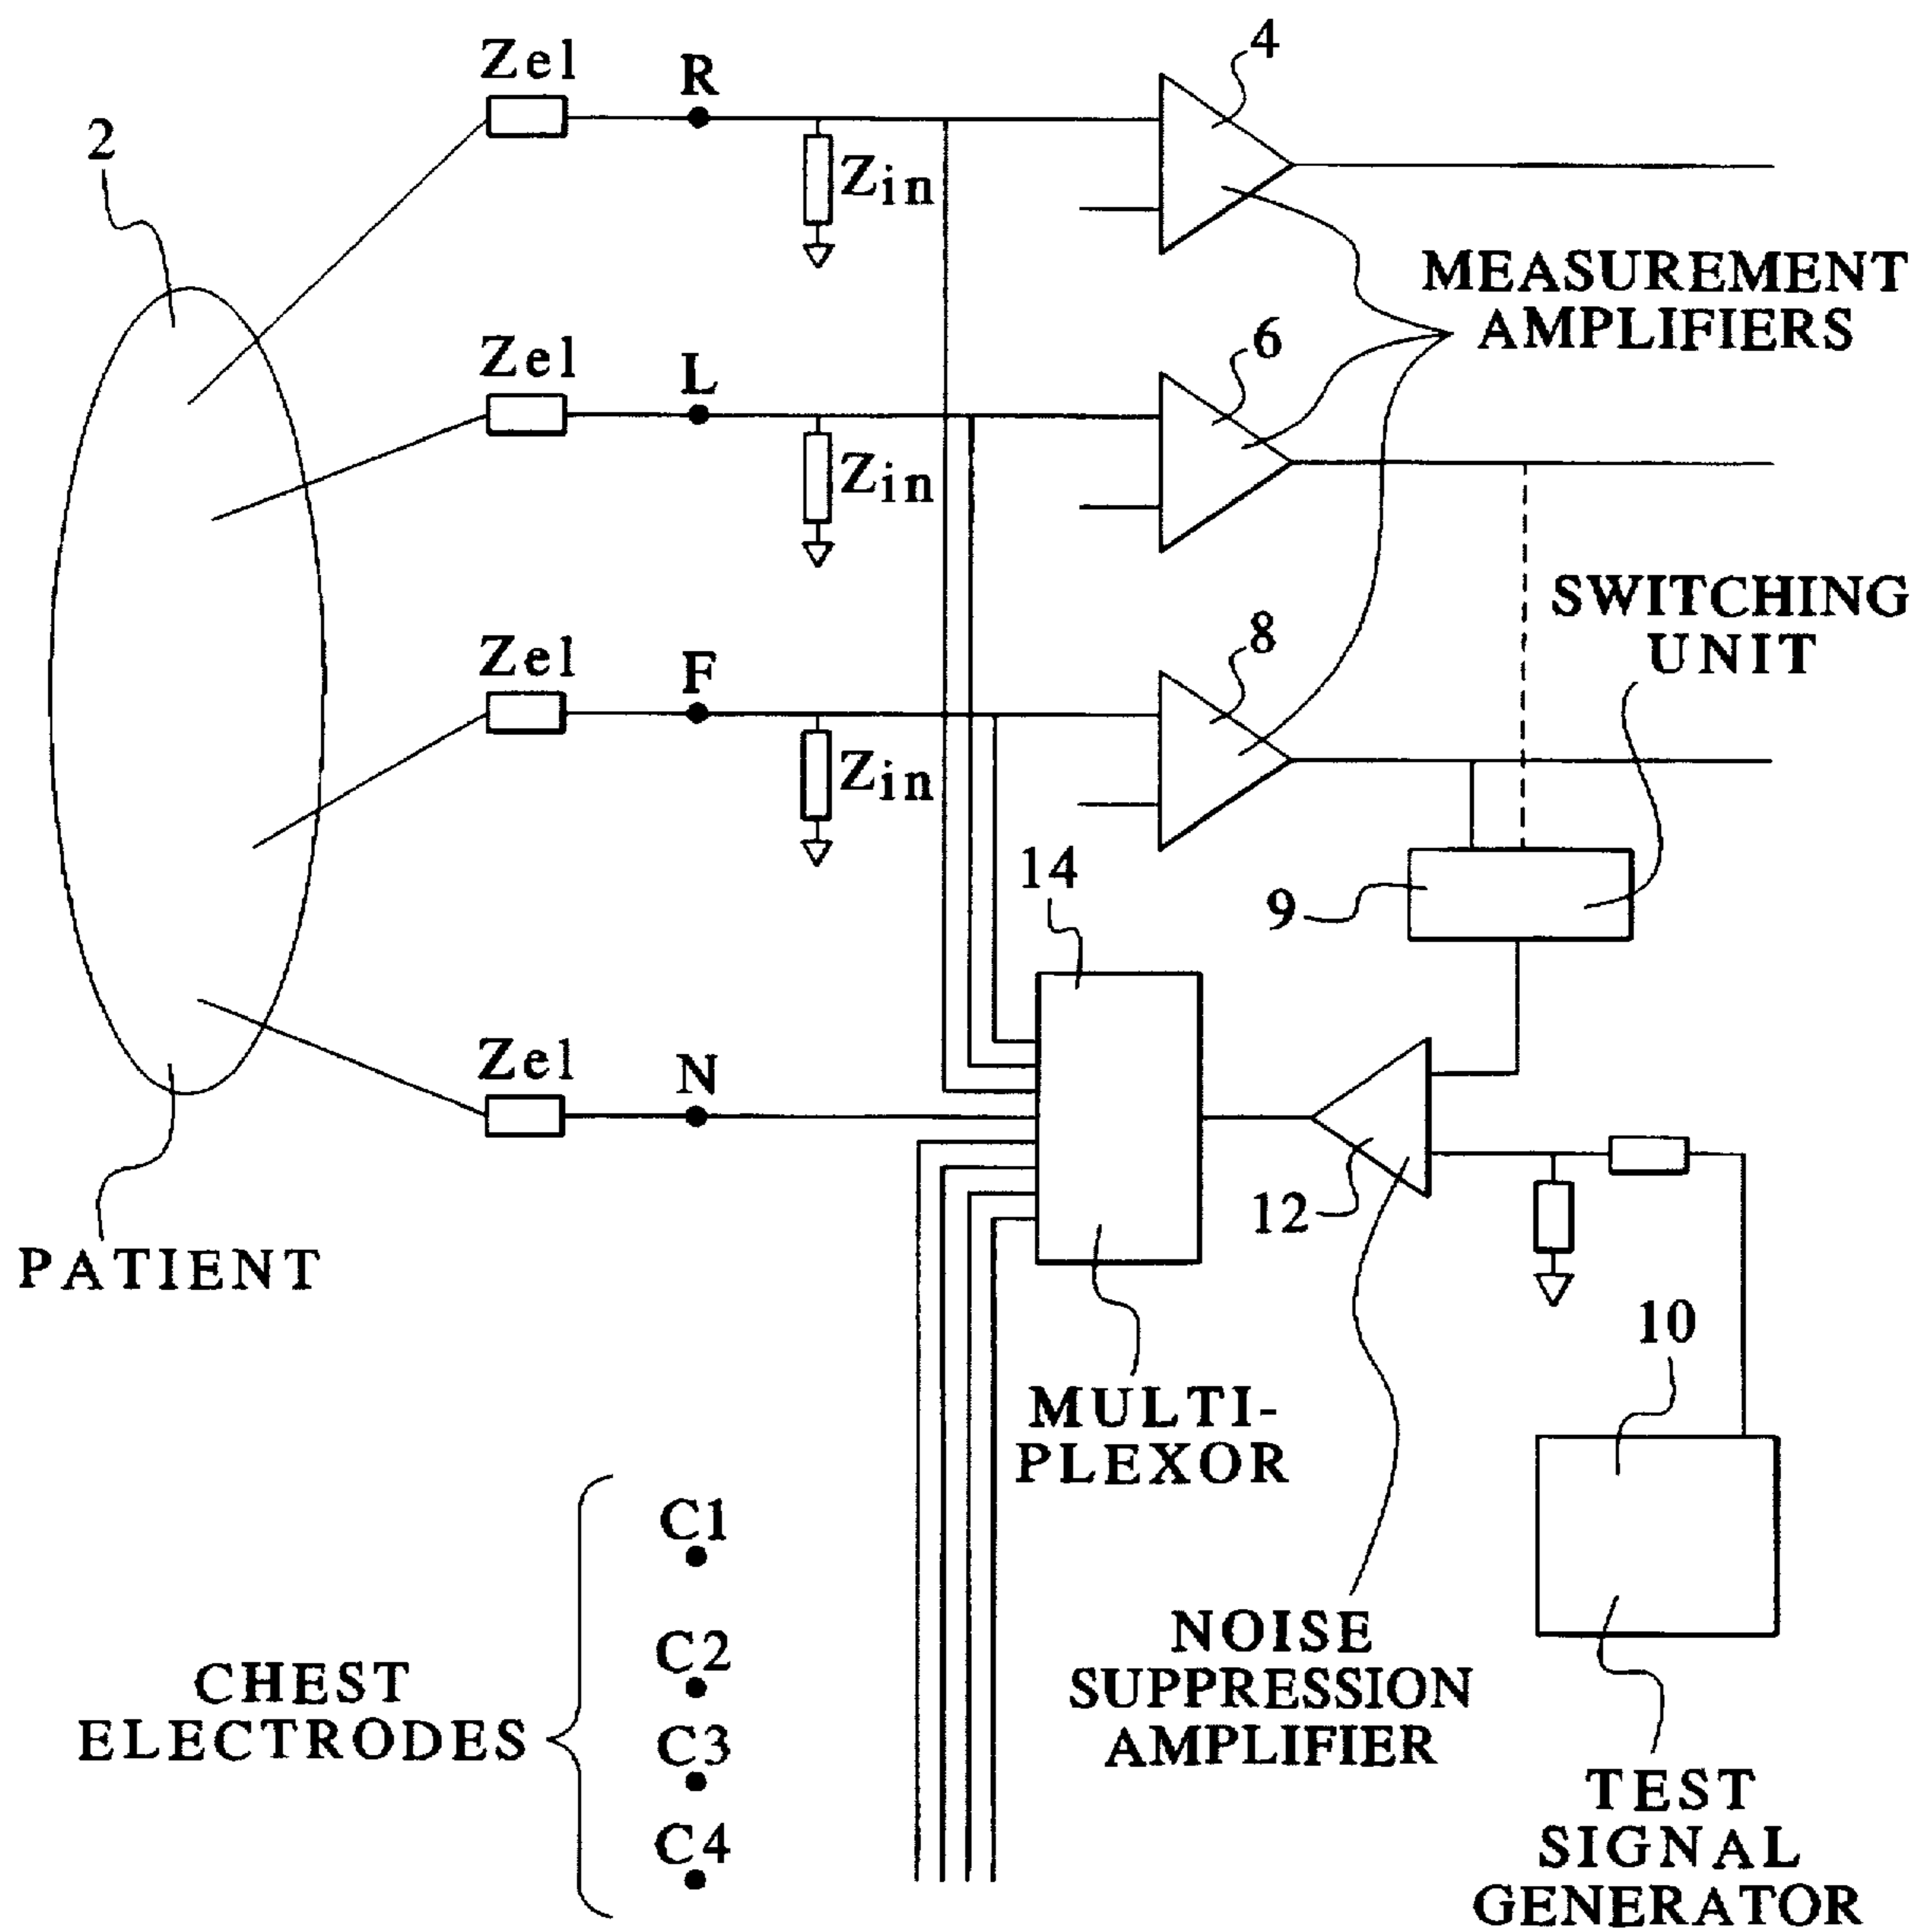 Zel
R
4
2
Zin
MEASUREMENT
AMPLIFIERS
Zel
L
6
Zin
SWITCHING
UNIT
Zel
F
8
Zin
14
9
Zel
N
12
PATIENT
10
MULTI-
PLEXOR
C1
NOISE
SUPPRESSION
AMPLIFIER
C2
CHEST
ELECTRODES
C3
C4
TEST
SIGNAL
GENERATOR